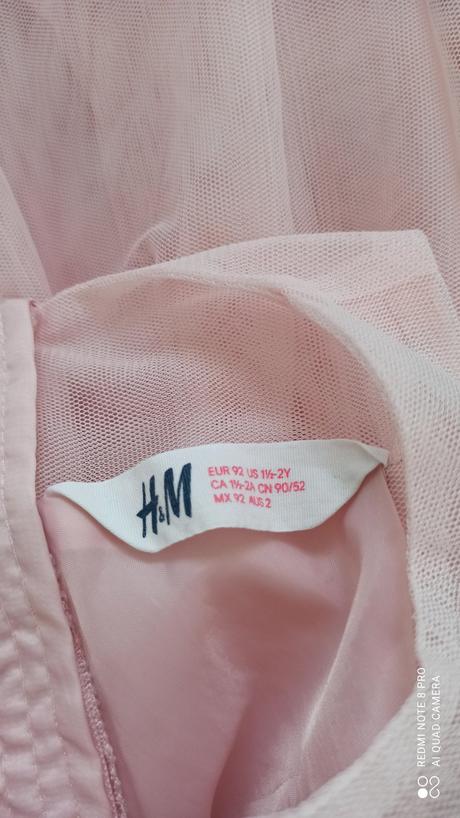 H&M
EUR 92 US 1½-2Y
CA 1½-2A CN 90/52
MX 92 AUS 2
REDMI NOTE 8 PRO
AI QUAD CAMERA